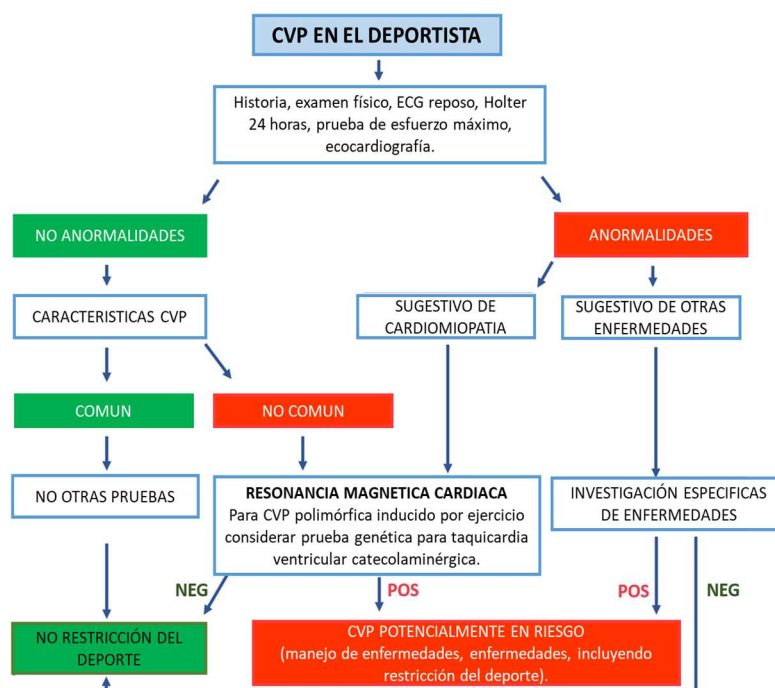 CVP EN EL DEPORTISTA
Historia, examen físico, ECG reposo, Holter
24 horas, prueba de esfuerzo máximo,
ecocardiografía.
NO ANORMALIDADES
ANORMALIDADES
CARACTERISTICAS CVP
SUGESTIVO DE
CARDIOMIOPATIA
SUGESTIVO DE OTRAS
ENFERMEDADES
COMUN
NO COMUN
NO OTRAS PRUEBAS
RESONANCIA MAGNETICA CARDIACA
Para CVP polimórfica inducido por ejercicio
considerar prueba genética para taquicardia
ventricular catecolaminérgica.
INVESTIGACIÓN ESPECIFICAS
DE ENFERMEDADES
NEG
POS
POS
NEG
NO RESTRICCIÓN DEL
DEPORTE
CVP POTENCIALMENTE EN RIESGO
(manejo de enfermedades, enfermedades, incluyendo
restricción del deporte).